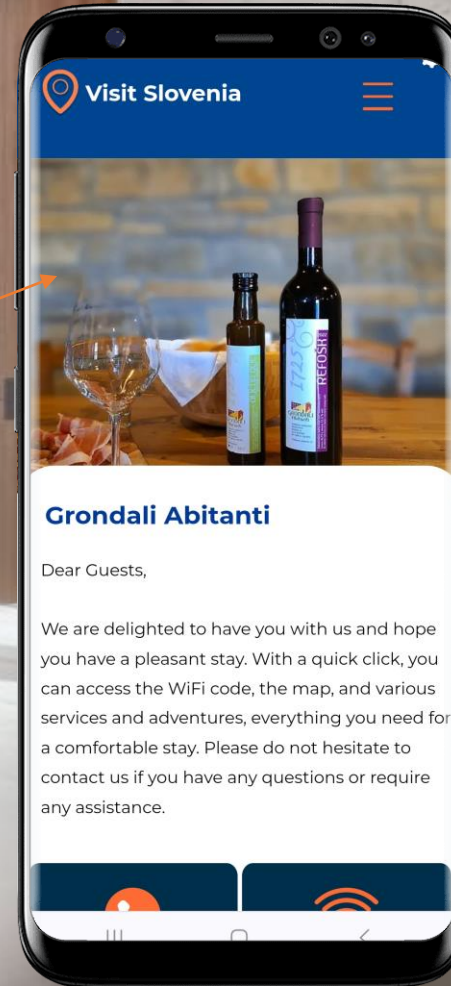 Visit Slovenia
1725
REFOŠK
Grondali Abitanti
Dear Guests,
We are delighted to have you with us and hope
you have a pleasant stay. With a quick click, you
can access the WiFi code, the map, and various
services and adventures, everything you need for
a comfortable stay. Please do not hesitate to
contact us if you have any questions or require
any assistance.